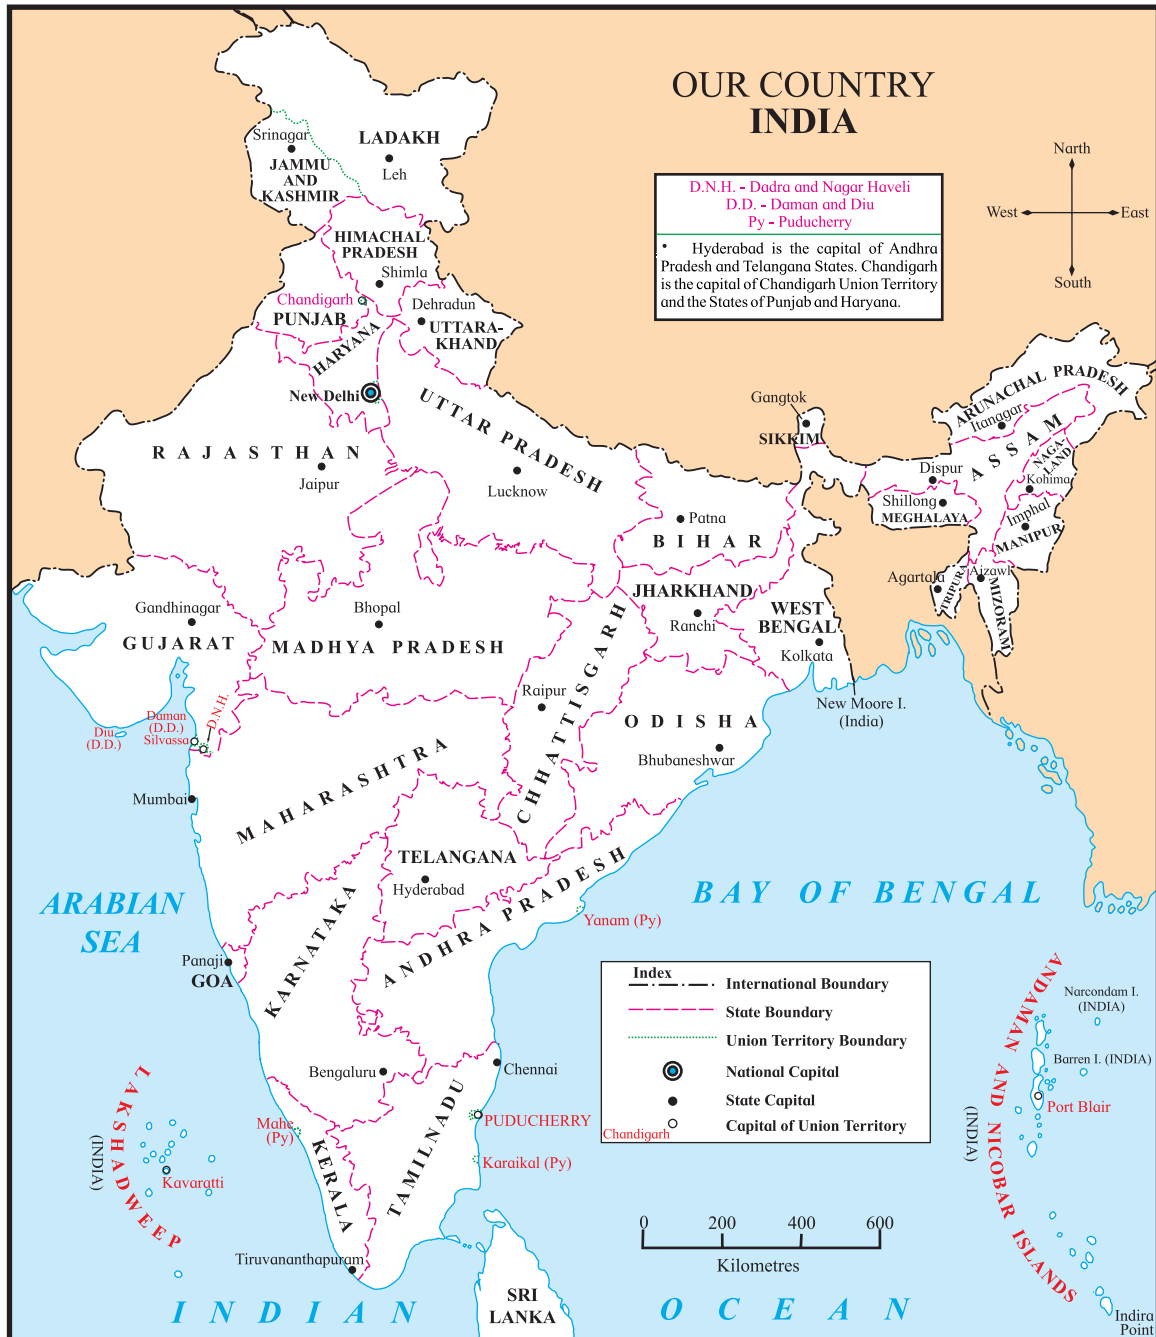 OUR COUNTRY
INDIA
Narth
West
East
South
D.N.H. - Dadra and Nagar Haveli
D.D. - Daman and Diu
Py - Puducherry
• Hyderabad is the capital of Andhra
Pradesh and Telangana States. Chandigarh
is the capital of Chandigarh Union Territory
and the States of Punjab and Haryana.
Srinagar
LADAKH
Leh
JAMMU
AND
KASHMIR
HIMACHAL
PRADESH
Shimla
Chandigarh
PUNJAB
Dehradun
UTTARA-
KHAND
HARYANA
New Delhi
UTTAR PRADESH
RAJASTHAN
Jaipur
Lucknow
Gangtok
SIKKIM
ARUNACHAL PRADESH
Itanagar
ASSAM
NAGA-
LAND
Dispur
Kohima
Shillong
MEGHALAYA
Imphal
MANIPUR
Patna
BIHAR
Agartala
TRIPURA
Aizawl
MIZORAM
Gandhinagar
GUJARAT
Bhopal
MADHYA PRADESH
JHARKHAND
Ranchi
WEST
BENGAL
Kolkata
CHHATTISGARH
Raipur
New Moore I.
(India)
ODISHA
Bhubaneshwar
D.N.H.
Daman
(D.D.)
Silvassa
Diu
(D.D.)
Mumbai
MAHARASHTRA
TELANGANA
Hyderabad
ANDHRA PRADESH
Yanam (Py)
KARNATAKA
ARABIAN
SEA
BAY OF BENGAL
Panaji
GOA
Bengaluru
Chennai
Mahe
(Py)
PUDUCHERRY
Karaikal (Py)
TAMILNADU
KERALA
Tiruvananthapuram
LAKSHADWEEP
(INDIA)
Kavaratti
Index
International Boundary
State Boundary
Union Territory Boundary
National Capital
State Capital
Chandigarh
Capital of Union Territory
ANDAMAN AND NICOBAR ISLANDS
(INDIA)
Narcondam I.
(INDIA)
Barren I. (INDIA)
Port Blair
0 200 400 600
Kilometres
SRI
LANKA
INDIAN OCEAN
Indira
Point